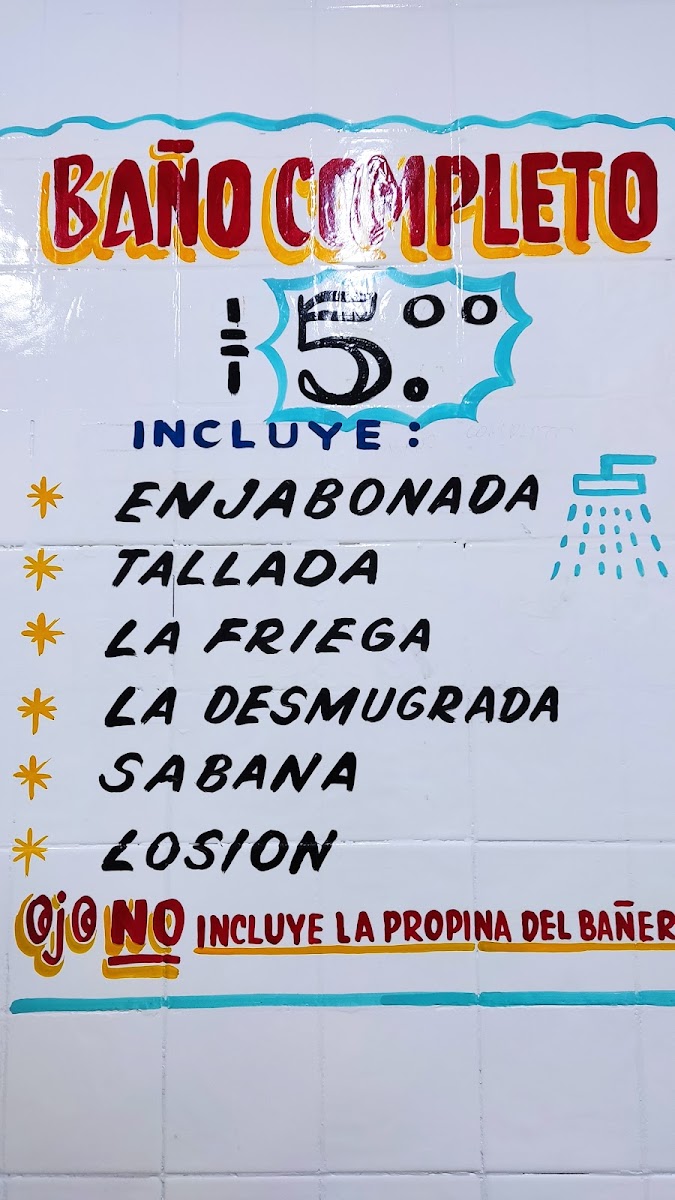 BAÑO COMPLETO
$ 5.00
INCLUYE:
* ENJABONADA
* TALLADA
* LA FRIEGA
* LA DESMUGRADA
* SABANA
* LOSION
OJO NO INCLUYE LA PROPINA DEL BAÑER